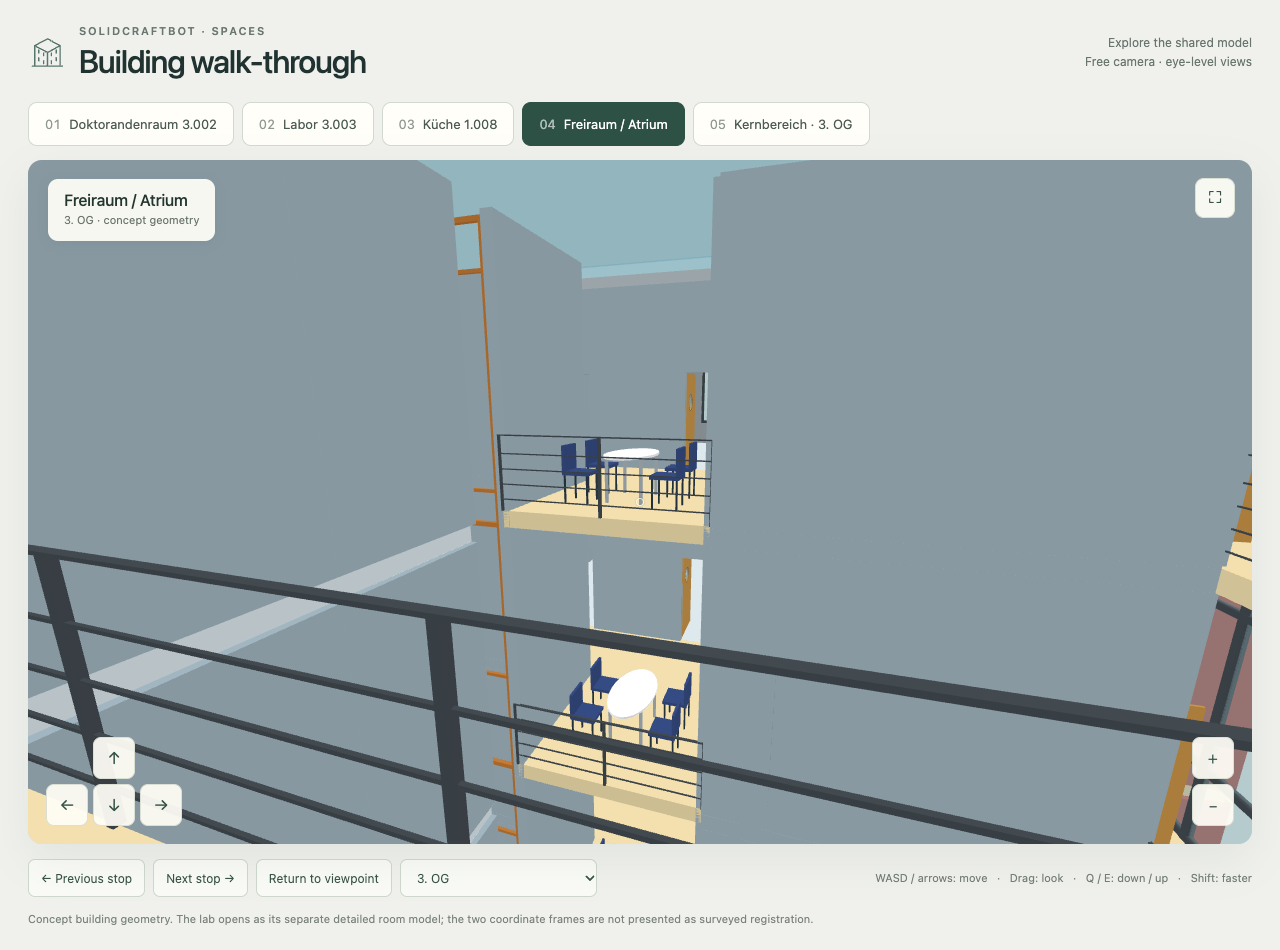 SOLIDCRAFTBOT · SPACES
Building walk-through
Explore the shared model
Free camera · eye-level views
01 Doktorandenraum 3.002
02 Labor 3.003
03 Küche 1.008
04 Freiraum / Atrium
05 Kernbereich · 3. OG
Freiraum / Atrium
3. OG · concept geometry
↑
← ↓ →
+
−
← Previous stop
Next stop →
Return to viewpoint
3. OG
WASD / arrows: move · Drag: look · Q / E: down / up · Shift: faster
Concept building geometry. The lab opens as its separate detailed room model; the two coordinate frames are not presented as surveyed registration.